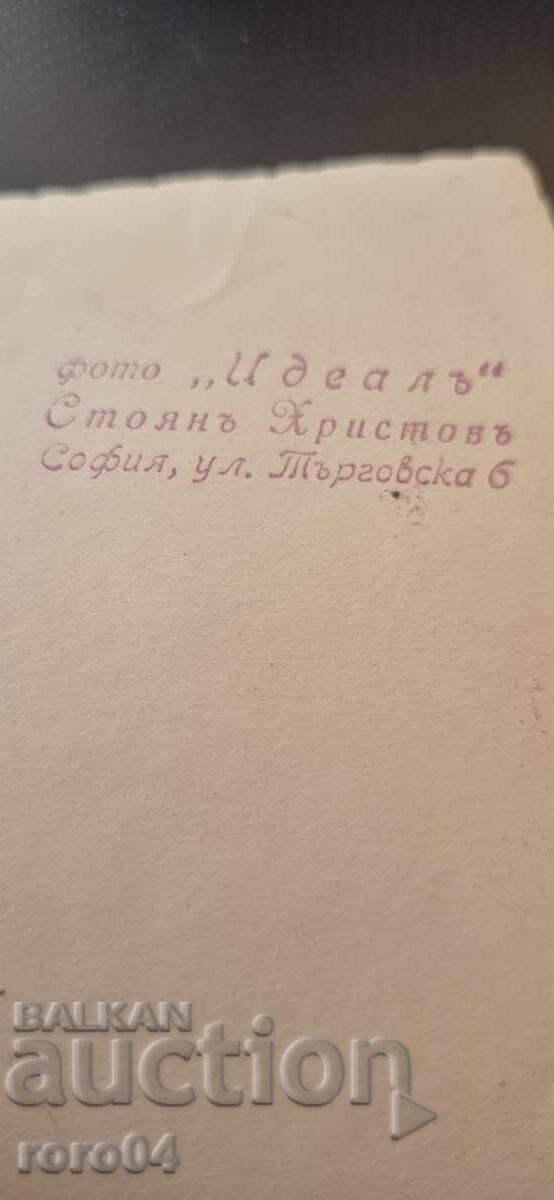 фото „Идеалъ“
Стоянъ Христовъ
София, ул. Търговска 6
BALKAN
auction
roro04